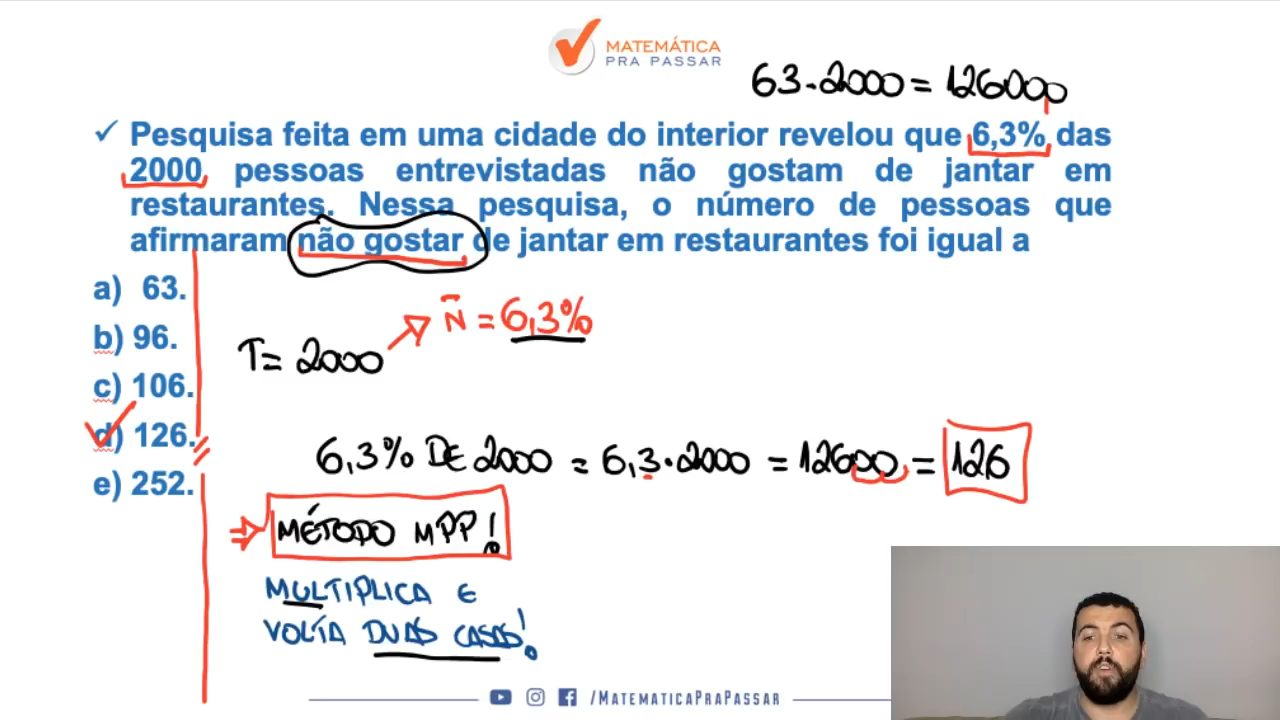 MATEMÁTICA
PRA PASSAR
63·2000 = 126000
✓ Pesquisa feita em uma cidade do interior revelou que 6,3% das
2000 pessoas entrevistadas não gostam de jantar em
restaurantes. Nessa pesquisa, o número de pessoas que
afirmaram não gostar de jantar em restaurantes foi igual a
a) 63.
b) 96.
c) 106.
d) 126.
e) 252.
T= 2000
N̄ = 6,3%
6,3% DE 2000 = 6,3·2000 = 12600 = 126
MÉTODO MPP!
MULTIPLICA E
VOLTA DUAS CASAS!
/MATEMATICAPRAPASSAR